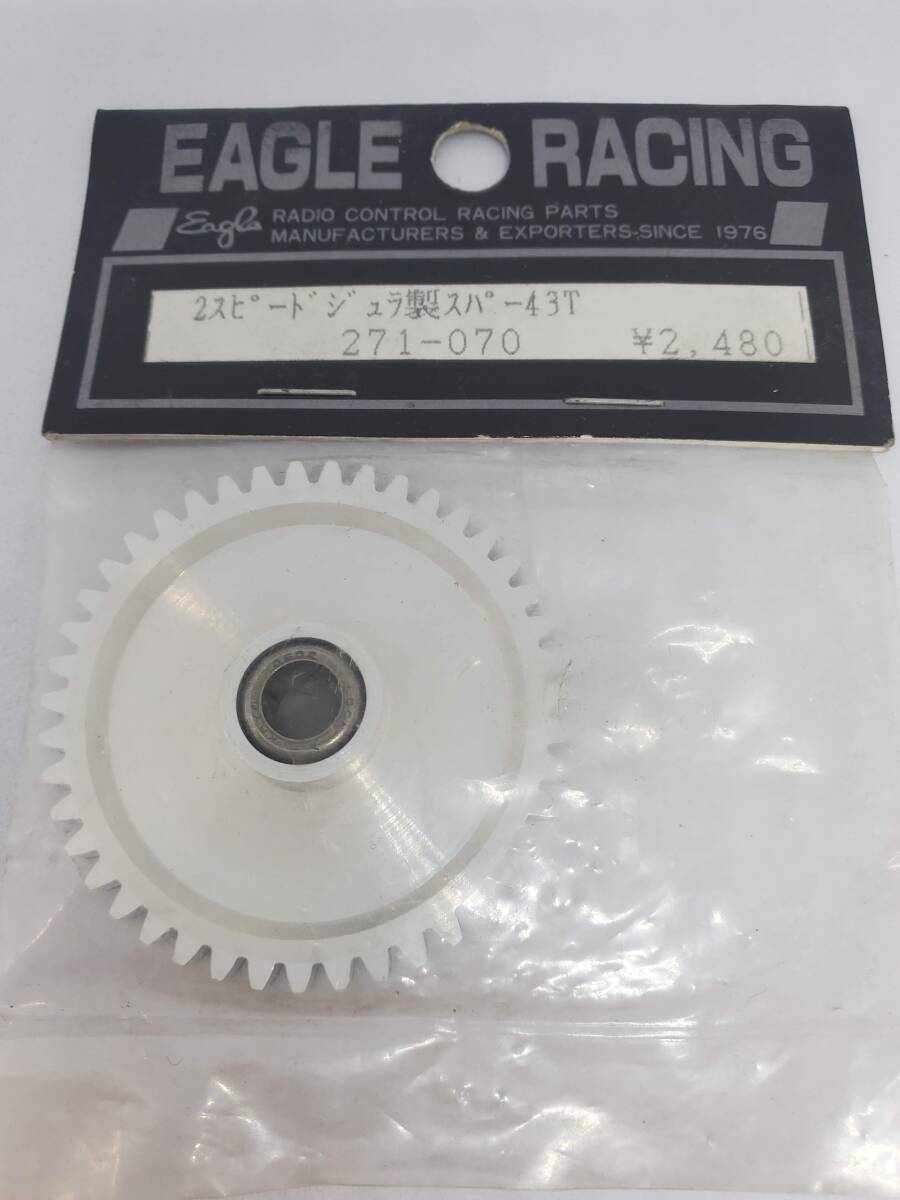 EAGLE RACING
Eagle RADIO CONTROL RACING PARTS
MANUFACTURERS & EXPORTERS-SINCE 1976
2スピードジュラ製スパー43T
271-070 ¥2,480